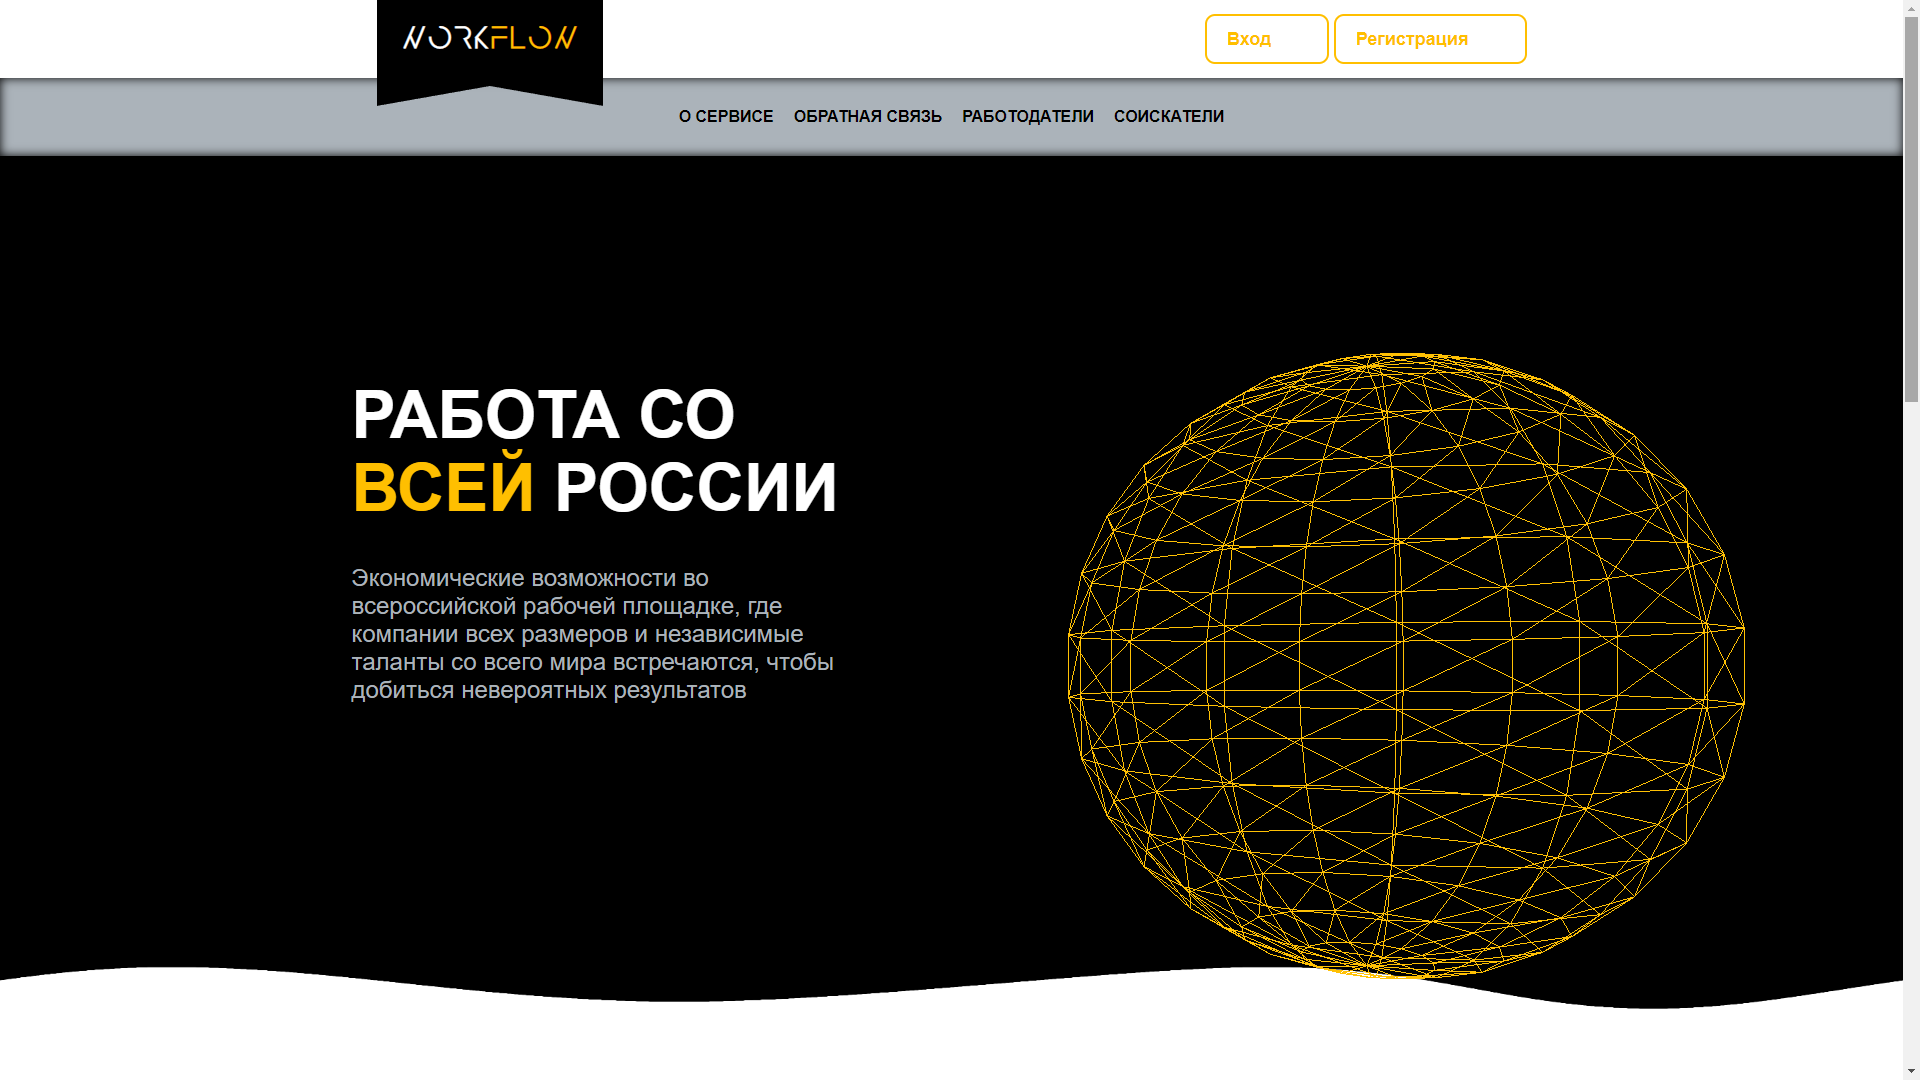 WORKFLOW
Вход
Регистрация
О СЕРВИСЕ ОБРАТНАЯ СВЯЗЬ РАБОТОДАТЕЛИ СОИСКАТЕЛИ
РАБОТА СО
ВСЕЙ РОССИИ
Экономические возможности во
всероссийской рабочей площадке, где
компании всех размеров и независимые
таланты со всего мира встречаются, чтобы
добиться невероятных результатов